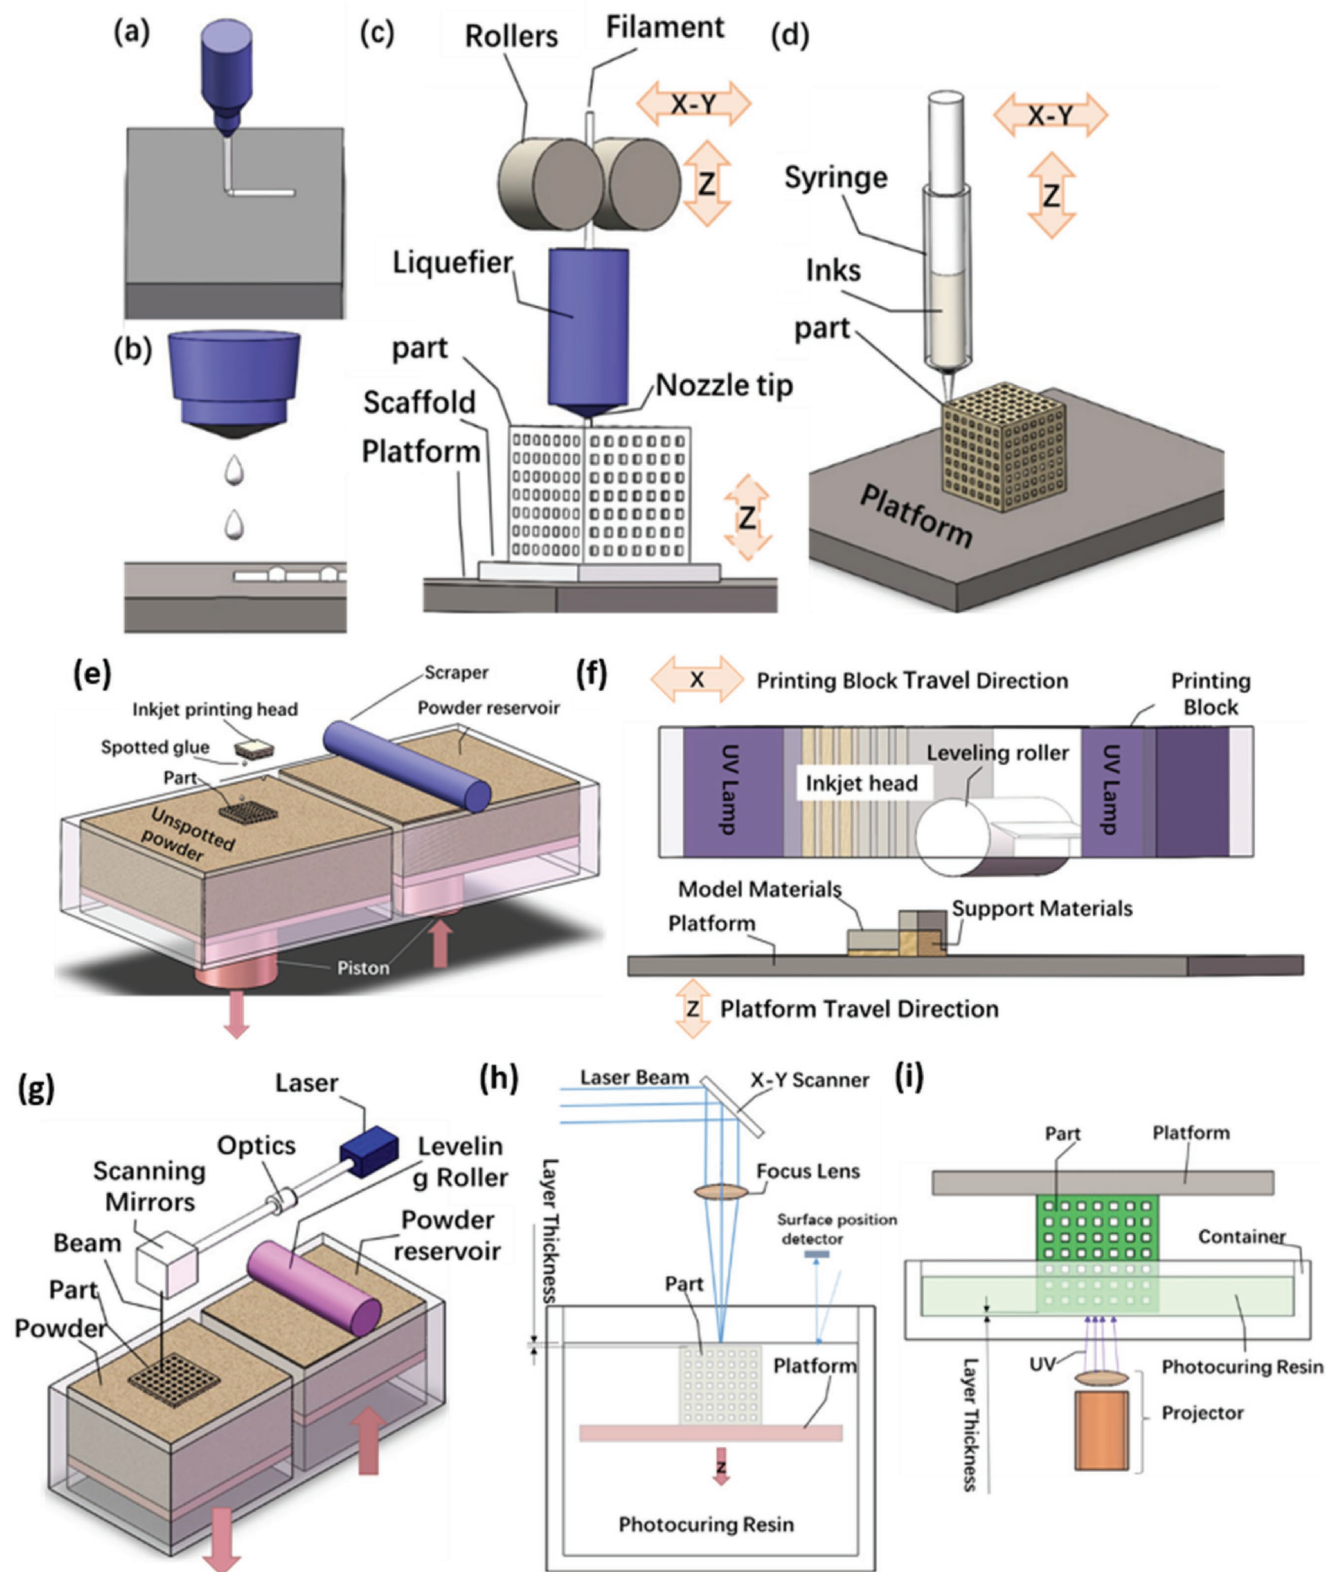 (a)
(b)
(c)
Rollers
Filament
X-Y
Z
Liquefier
part
Nozzle tip
Scaffold
Platform
Z
(d)
X-Y
Z
Syringe
Inks
part
Platform
(e)
Scraper
Powder reservoir
Inkjet printing head
Spotted glue
Part
Unspotted
powder
Piston
(f)
X
Printing Block Travel Direction
Printing
Block
UV Lamp
Inkjet head
Leveling roller
UV Lamp
Model Materials
Support Materials
Platform
Z
Platform Travel Direction
(g)
Laser
Optics
Levelin
g Roller
Scanning
Mirrors
Powder
reservoir
Beam
Part
Powder
(h)
Laser Beam
X-Y Scanner
Focus Lens
Layer Thickness
Surface position
detector
Part
Platform
Z
Photocuring Resin
(i)
Part
Platform
Container
UV
Photocuring Resin
Layer Thickness
Projector